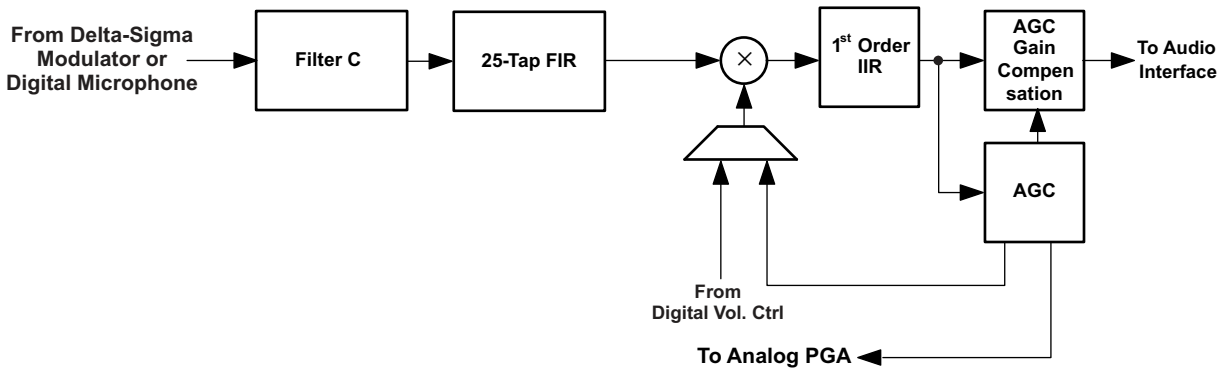 From Delta-Sigma
Modulator or
Digital Microphone
Filter C
25-Tap FIR
×
1st Order
IIR
AGC
Gain
Compen
sation
To Audio
Interface
AGC
From
Digital Vol. Ctrl
To Analog PGA